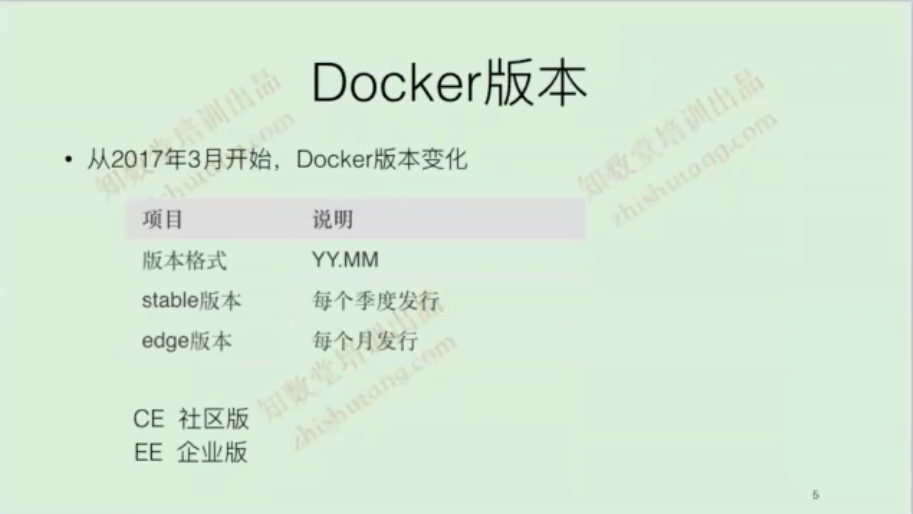 Docker版本
• 从2017年3月开始，Docker版本变化
项目 说明
版本格式 YY.MM
stable版本 每个季度发行
edge版本 每个月发行
CE 社区版
EE 企业版
5
知数堂培训出品
zhishutang.com
知数堂培训出品
zhishutang.com
知数堂培训出品
zhishutang.com